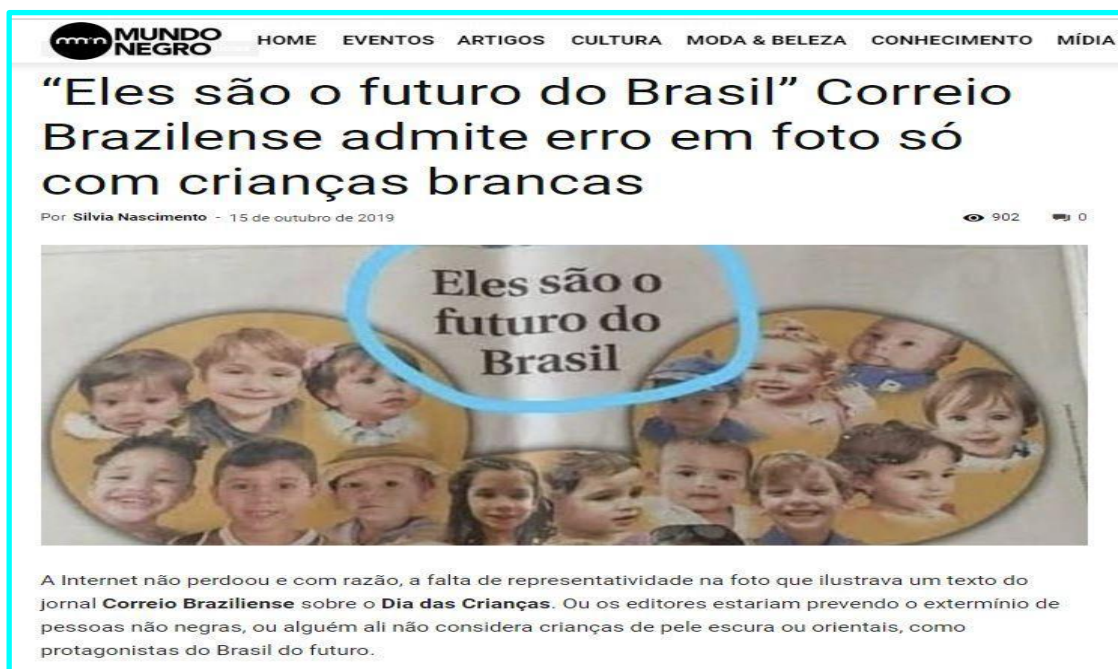 MUNDO
NEGRO
HOME EVENTOS ARTIGOS CULTURA MODA & BELEZA CONHECIMENTO MÍDIA
“Eles são o futuro do Brasil” Correio
Brazilense admite erro em foto só
com crianças brancas
Por Silvia Nascimento - 15 de outubro de 2019
902 0
Eles são o
futuro do
Brasil
A Internet não perdoou e com razão, a falta de representatividade na foto que ilustrava um texto do
jornal Correio Braziliense sobre o Dia das Crianças. Ou os editores estariam prevendo o extermínio de
pessoas não negras, ou alguém ali não considera crianças de pele escura ou orientais, como
protagonistas do Brasil do futuro.